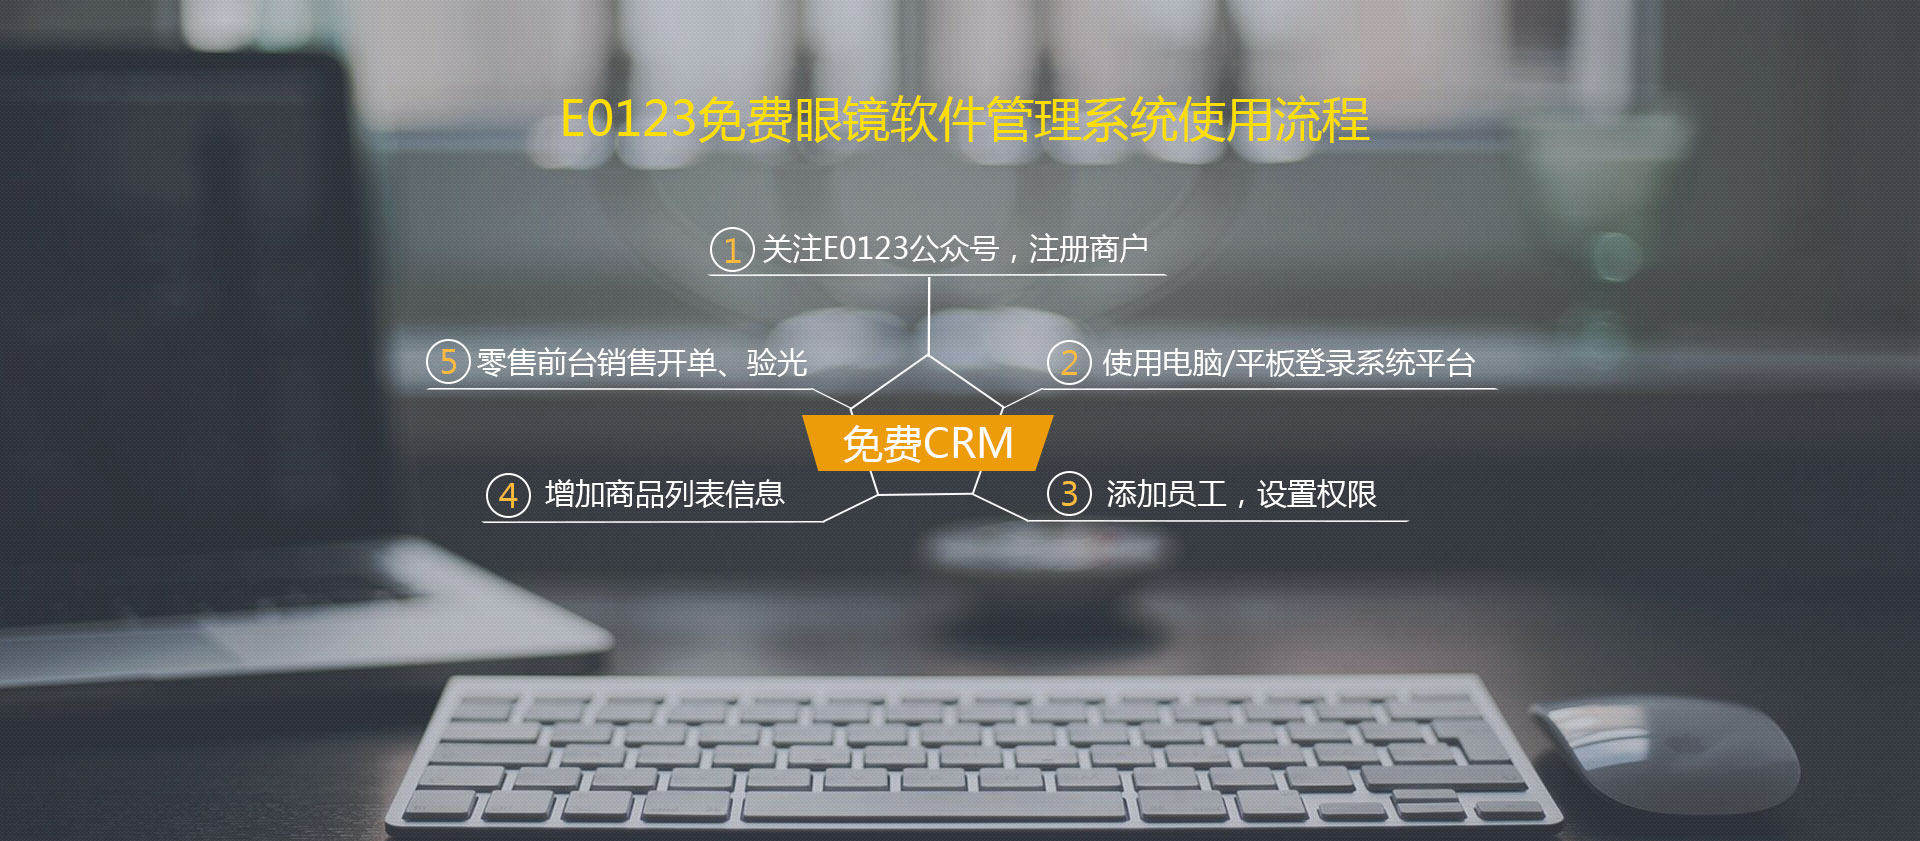 E0123免费眼镜软件管理系统使用流程
1 关注E0123公众号，注册商户
2 使用电脑/平板登录系统平台
3 添加员工，设置权限
4 增加商品列表信息
5 零售前台销售开单、验光
免费CRM